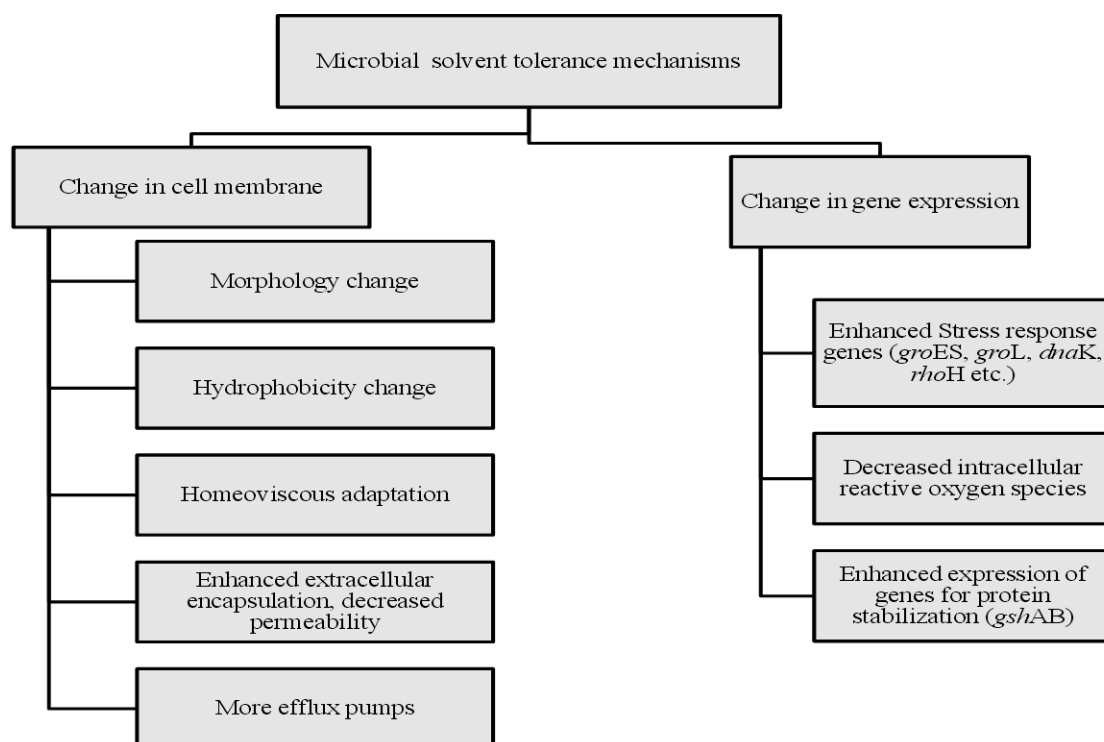 Microbial solvent tolerance mechanisms
Change in cell membrane
Morphology change
Hydrophobicity change
Homeoviscous adaptation
Enhanced extracellular
encapsulation, decreased
permeability
More efflux pumps
Change in gene expression
Enhanced Stress response
genes (groES, groL, dnaK,
rhoH etc.)
Decreased intracellular
reactive oxygen species
Enhanced expression of
genes for protein
stabilization (gshAB)